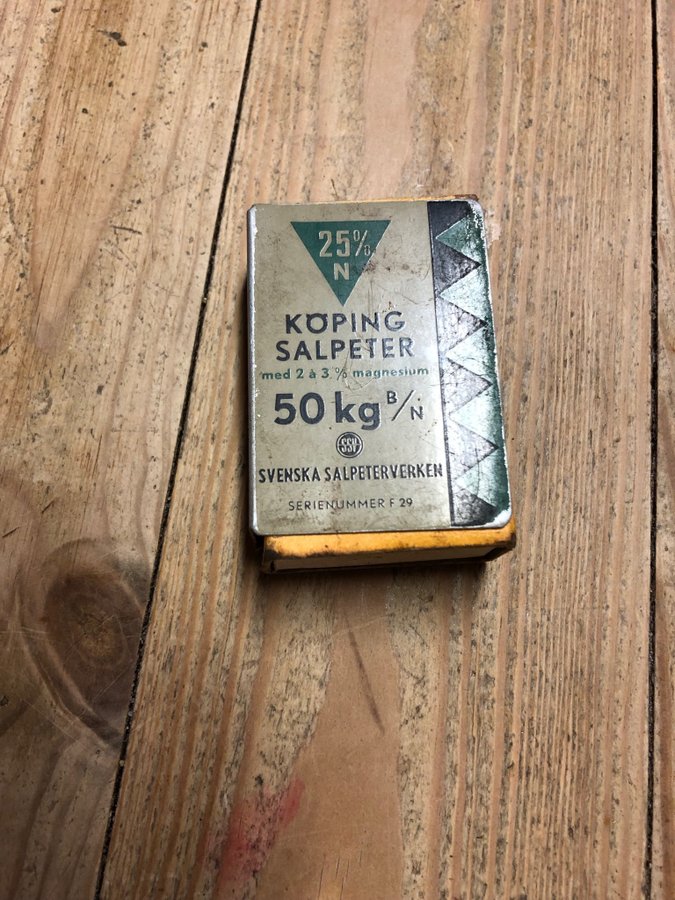 25%
N
KÖPING
SALPETER
med 2 à 3 % magnesium
50 kg B/N
SSV
SVENSKA SALPETERVERKEN
SERIENUMMER F 29